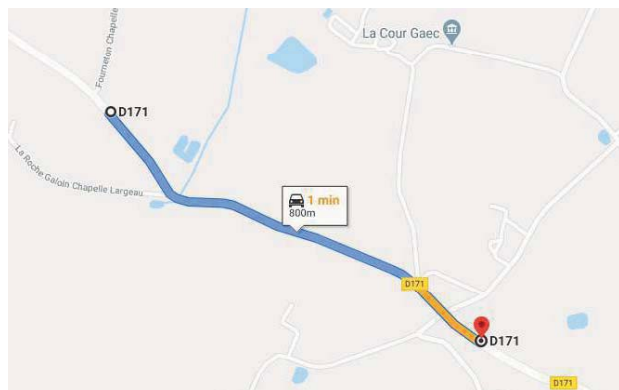 La Cour Gaec
Fourneton Chapelle
D171
La Roche Galoin Chapelle Largeau
1 min
800m
D171
D171
D171